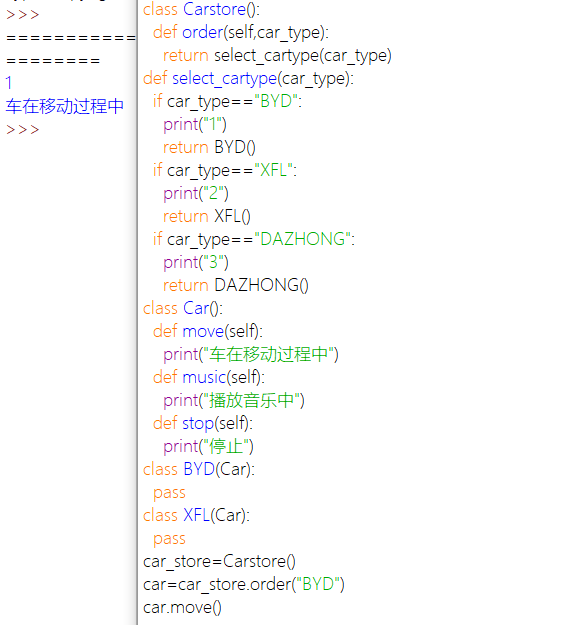 >>>
============
========
1
车在移动过程中
>>>
class Carstore():
def order(self,car_type):
return select_cartype(car_type)
def select_cartype(car_type):
if car_type=="BYD":
print("1")
return BYD()
if car_type=="XFL":
print("2")
return XFL()
if car_type=="DAZHONG":
print("3")
return DAZHONG()
class Car():
def move(self):
print("车在移动过程中")
def music(self):
print("播放音乐中")
def stop(self):
print("停止")
class BYD(Car):
pass
class XFL(Car):
pass
car_store=Carstore()
car=car_store.order("BYD")
car.move()